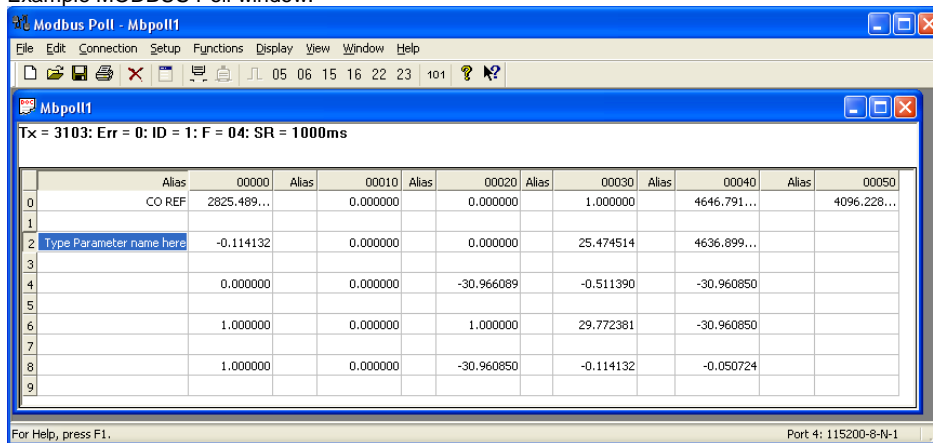 Example MODBUS Poll window:
Modbus Poll - Mbpoll1
File Edit Connection Setup Functions Display View Window Help
05 06 15 16 22 23 101
Mbpoll1
Tx = 3103: Err = 0: ID = 1: F = 04: SR = 1000ms
Alias 00000 Alias 00010 Alias 00020 Alias 00030 Alias 00040 Alias 00050
0 CO REF 2825.489... 0.000000 0.000000 1.000000 4646.791... 4096.228...
1
2 Type Parameter name here -0.114132 0.000000 0.000000 25.474514 4636.899...
3
4 0.000000 0.000000 -30.966089 -0.511390 -30.960850
5
6 1.000000 0.000000 1.000000 29.772381 -30.960850
7
8 1.000000 0.000000 -30.960850 -0.114132 -0.050724
9
For Help, press F1. Port 4: 115200-8-N-1